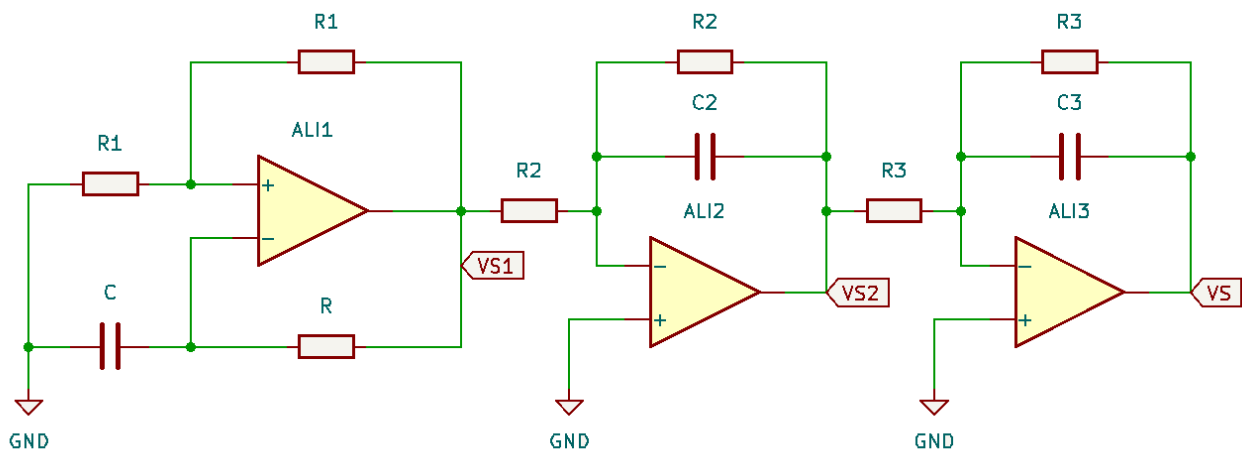 R1
R2
R3
C2
C3
ALI1
R1
+
−
R2
ALI2
R3
ALI3
VS1
−
+
VS2
−
+
VS
C
R
GND
GND
GND